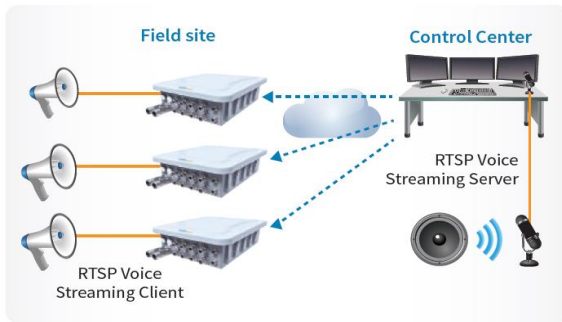 Field site
Control Center
RTSP Voice
Streaming Server
RTSP Voice
Streaming Client